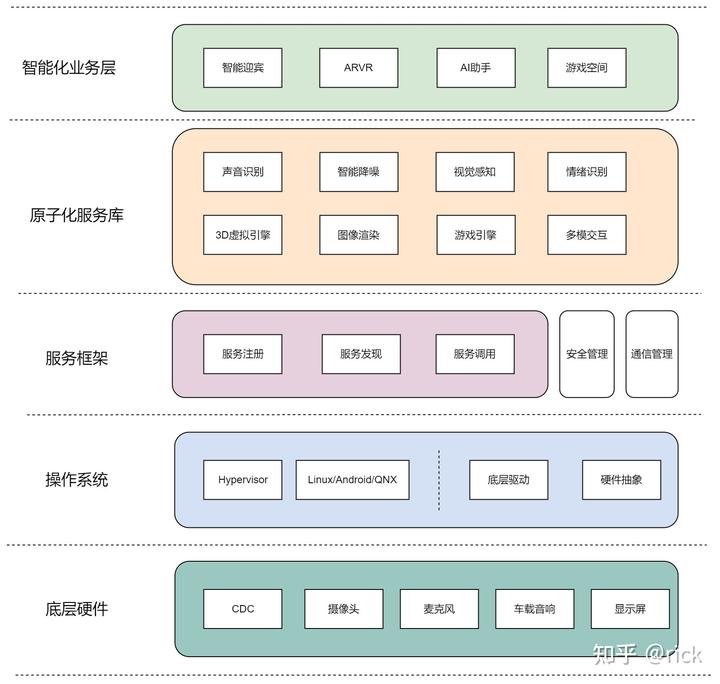 智能化业务层
智能迎宾
ARVR
AI助手
游戏空间
原子化服务库
声音识别
智能降噪
视觉感知
情绪识别
3D虚拟引擎
图像渲染
游戏引擎
多模交互
服务框架
服务注册
服务发现
服务调用
安全管理
通信管理
操作系统
Hypervisor
Linux/Android/QNX
底层驱动
硬件抽象
底层硬件
CDC
摄像头
麦克风
车载音响
显示屏
知乎 @rick